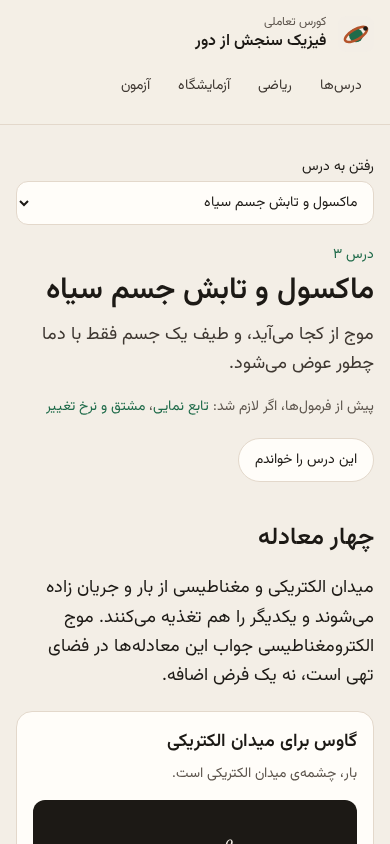 کورس تعاملی
فیزیک سنجش از دور
درس‌ها
ریاضی
آزمایشگاه
آزمون
رفتن به درس
ماکسول و تابش جسم سیاه
درس ۳
ماکسول و تابش جسم سیاه
موج از کجا می‌آید، و طیف یک جسم فقط با دما
چطور عوض می‌شود.
پیش از فرمول‌ها، اگر لازم شد: تابع نمایی، مشتق و نرخ تغییر
این درس را خواندم
چهار معادله
میدان الکتریکی و مغناطیسی از بار و جریان زاده
می‌شوند و یکدیگر را هم تغذیه می‌کنند. موج
الکترومغناطیسی جواب این معادله‌ها در فضای
تهی است، نه یک فرض اضافه.
گاوس برای میدان الکتریکی
بار، چشمه‌ی میدان الکتریکی است.